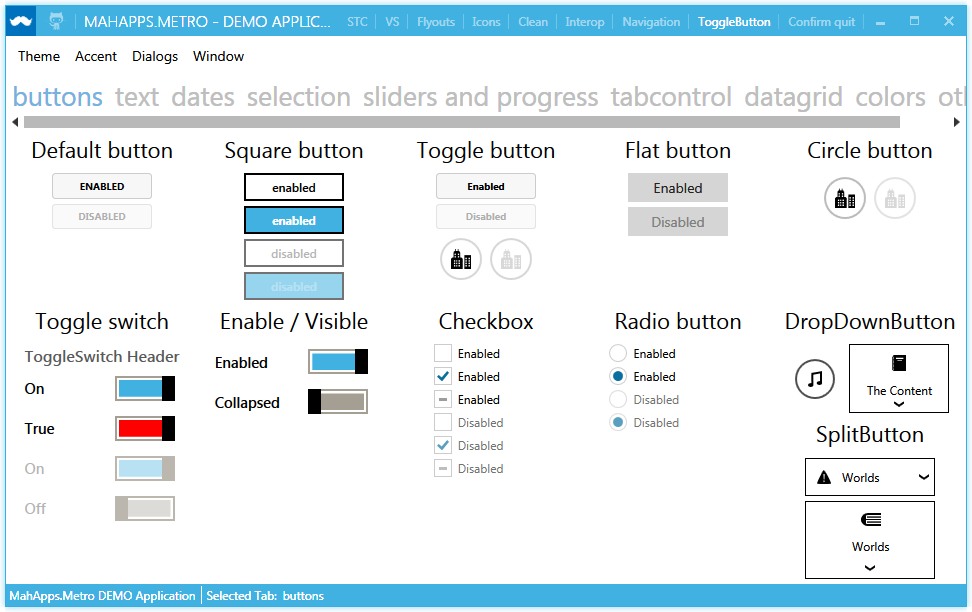 MAHAPPS.METRO - DEMO APPLIC... STC VS Flyouts Icons Clean Interop Navigation ToggleButton Confirm quit
Theme Accent Dialogs Window
buttons text dates selection sliders and progress tabcontrol datagrid colors otl
Default button Square button Toggle button Flat button Circle button
ENABLED enabled Enabled Enabled
DISABLED enabled Disabled Disabled
disabled
disabled
Toggle switch Enable / Visible Checkbox Radio button DropDownButton
ToggleSwitch Header Enabled Enabled Enabled
On Enabled Enabled The Content
Collapsed Enabled Disabled
True Disabled Disabled SplitButton
Disabled
On Disabled Worlds
Off
Worlds
MahApps.Metro DEMO Application Selected Tab: buttons